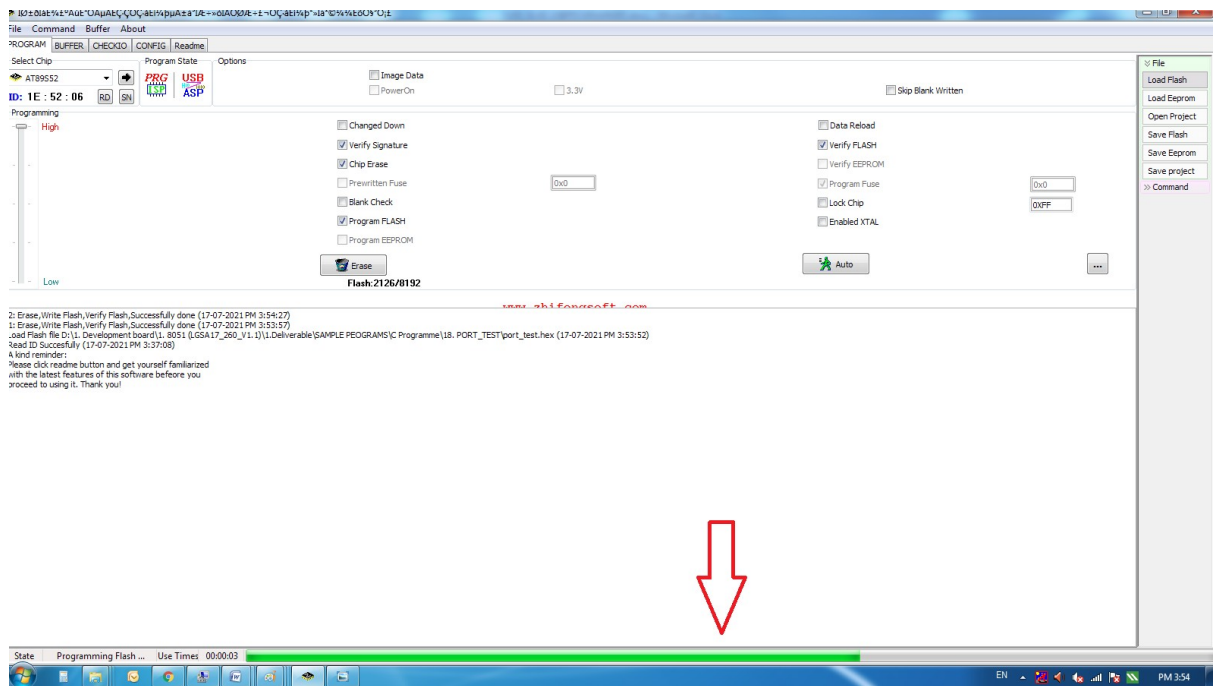 File Command Buffer About
PROGRAM BUFFER CHECKIO CONFIG Readme
Select Chip Program State Options
AT89S52
PRG ISP USB ASP
ID: 1E : 52 : 06 RD SN
Image Data
PowerOn 3.3V Skip Blank Written
Programming
High
Low
Changed Down
Verify Signature
Chip Erase
Prewritten Fuse 0x0
Blank Check
Program FLASH
Program EEPROM
Erase
Flash:2126/8192
Data Reload
Verify FLASH
Verify EEPROM
Program Fuse 0x0
Lock Chip 0XFF
Enabled XTAL
Auto
...
File
Load Flash
Load Eeprom
Open Project
Save Flash
Save Eeprom
Save project
Command
www.zhifengsoft.com
2: Erase,Write Flash,Verify Flash,Successfully done (17-07-2021 PM 3:54:27)
1: Erase,Write Flash,Verify Flash,Successfully done (17-07-2021 PM 3:53:57)
Load Flash file D:\1. Development board\1. 8051 (LGSA17_260_V1.1)\1.Deliverable\SAMPLE PEOGRAMS\C Programme\18. PORT_TEST\port_test.hex (17-07-2021 PM 3:53:52)
Read ID Succesfully (17-07-2021 PM 3:37:08)
A kind reminder:
Please click readme button and get yourself familiarized
with the latest features of this software befeore you
proceed to using it. Thank you!
State Programming Flash ... Use Times 00:00:03
EN PM 3:54